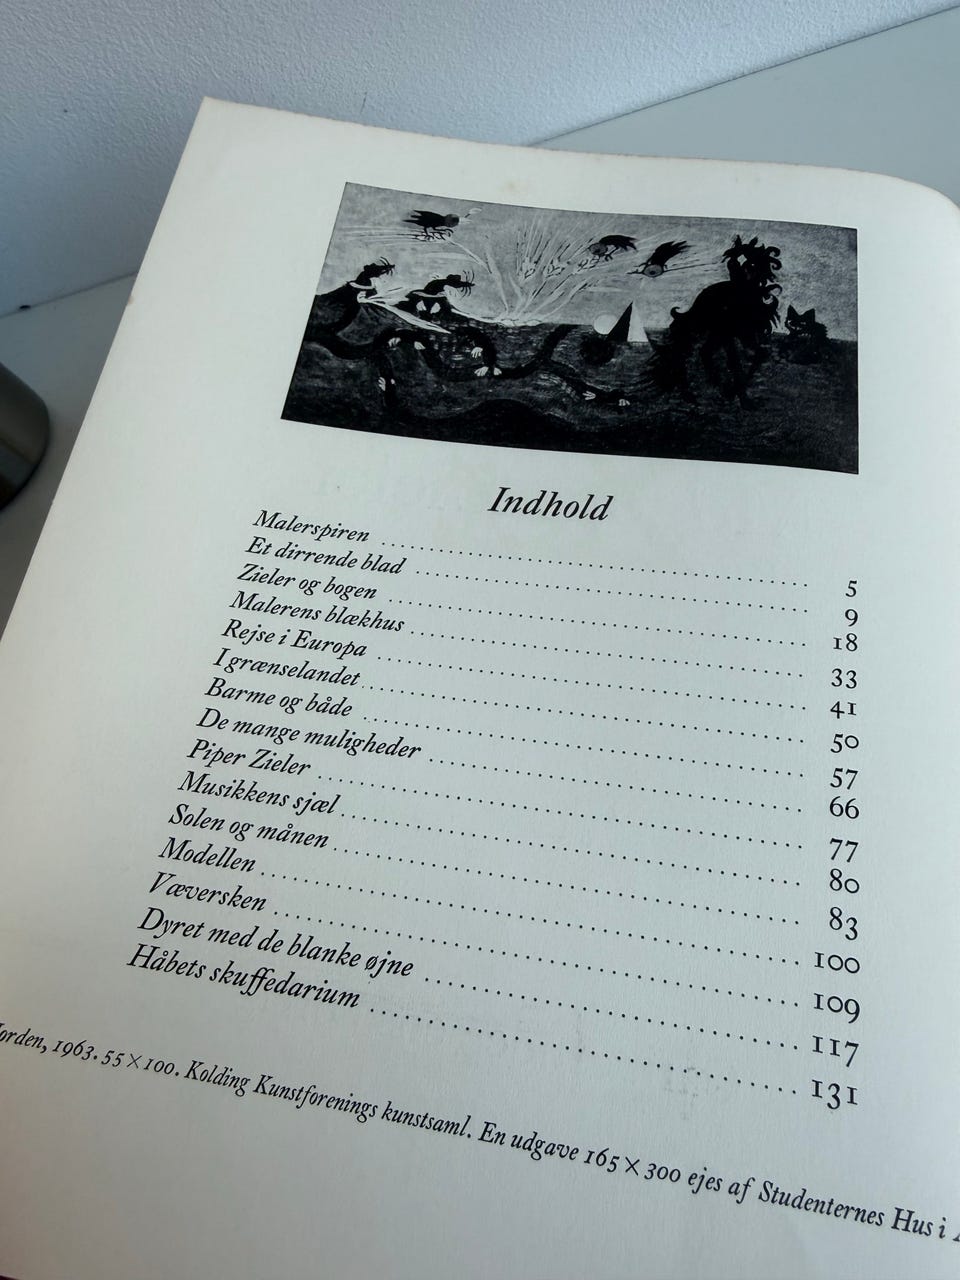 Indhold
Malerspiren ........ 5
Et dirrende blad ........ 9
Zieler og bogen ........ 18
Malerens blækhus ........ 33
Rejse i Europa ........ 41
I grænselandet ........ 50
Barme og både ........ 57
De mange muligheder ........ 66
Piper Zieler ........ 77
Musikkens sjæl ........ 80
Solen og månen ........ 83
Modellen ........ 100
Væversken ........ 109
Dyret med de blanke øjne ........ 117
Håbets skuffedarium ........ 131
1963. 55 × 100. Kolding Kunstforenings kunstsaml. En udgave 165 × 300 ejes af Studenternes Hus i